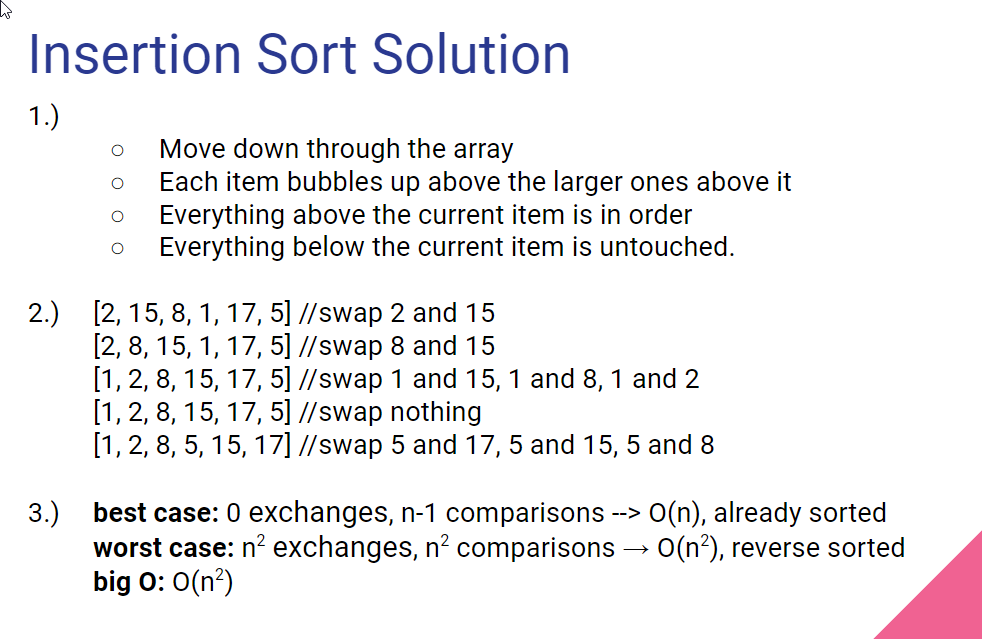 Insertion Sort Solution
1.)
○ Move down through the array
○ Each item bubbles up above the larger ones above it
○ Everything above the current item is in order
○ Everything below the current item is untouched.
2.) [2, 15, 8, 1, 17, 5] //swap 2 and 15
[2, 8, 15, 1, 17, 5] //swap 8 and 15
[1, 2, 8, 15, 17, 5] //swap 1 and 15, 1 and 8, 1 and 2
[1, 2, 8, 15, 17, 5] //swap nothing
[1, 2, 8, 5, 15, 17] //swap 5 and 17, 5 and 15, 5 and 8
3.) best case: 0 exchanges, n-1 comparisons --> O(n), already sorted
worst case: n² exchanges, n² comparisons → O(n²), reverse sorted
big O: O(n²)